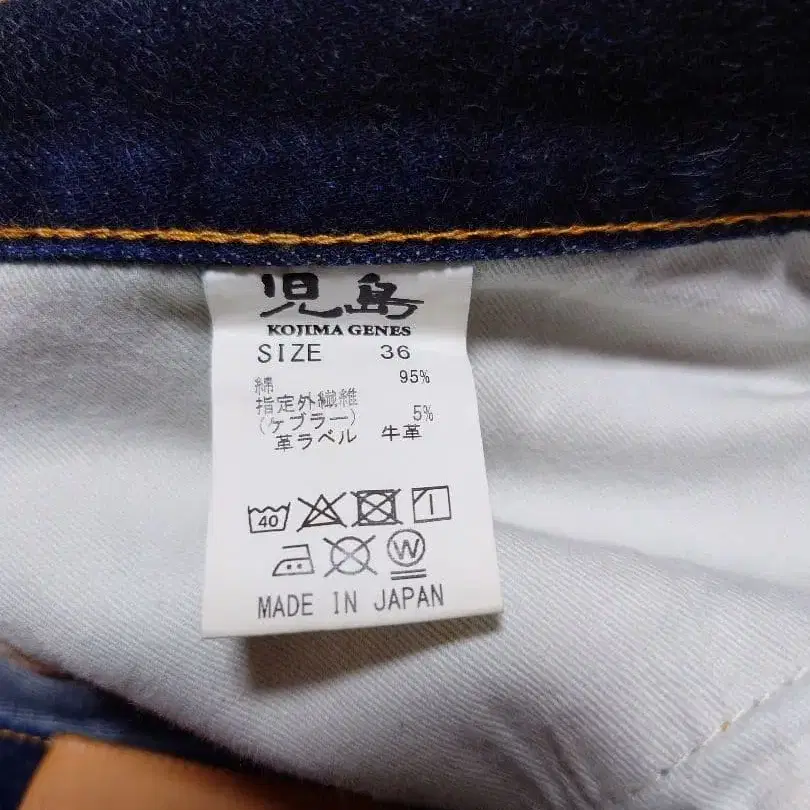 児島
KOJIMA GENES
SIZE 36
綿 95%
指定外繊維
(ケブラー) 5%
革ラベル 牛革
40
W
MADE IN JAPAN